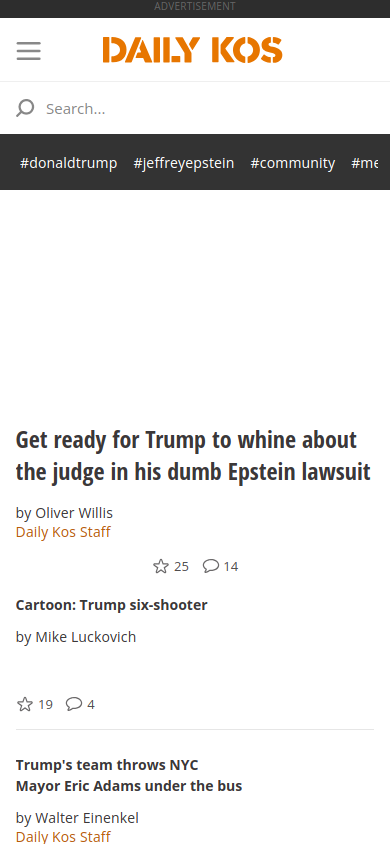 ADVERTISEMENT
DAILY KOS
Search...
#donaldtrump #jeffreyepstein #community #me
Get ready for Trump to whine about
the judge in his dumb Epstein lawsuit
by Oliver Willis
Daily Kos Staff
25 14
Cartoon: Trump six-shooter
by Mike Luckovich
19 4
Trump's team throws NYC
Mayor Eric Adams under the bus
by Walter Einenkel
Daily Kos Staff